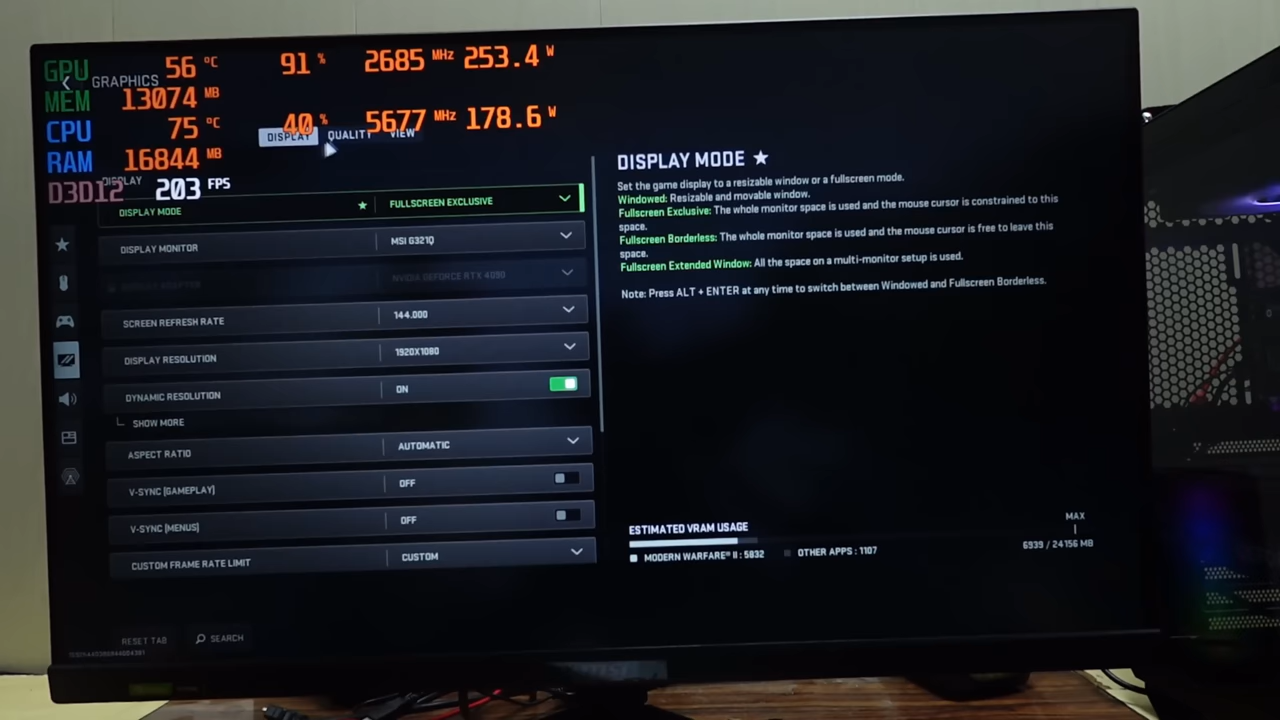 GPU 56 °C 91 % 2685 MHz 253.4 W
GRAPHICS
MEM 13074 MB
CPU 75 °C 40 % 5677 MHz 178.6 W
DISPLAY QUALITY VIEW
RAM 16844 MB
DISPLAY
D3D12 203 FPS
DISPLAY MODE FULLSCREEN EXCLUSIVE
DISPLAY MONITOR MSI G321Q
NVIDIA GEFORCE RTX 4090
SCREEN REFRESH RATE 144.000
DISPLAY RESOLUTION 1920X1080
DYNAMIC RESOLUTION ON
SHOW MORE
ASPECT RATIO AUTOMATIC
V-SYNC (GAMEPLAY) OFF
V-SYNC (MENUS) OFF
CUSTOM FRAME RATE LIMIT CUSTOM
RESET TAB SEARCH
DISPLAY MODE ★
Set the game display to a resizable window or a fullscreen mode.
Windowed: Resizable and movable window.
Fullscreen Exclusive: The whole monitor space is used and the mouse cursor is constrained to this
space.
Fullscreen Borderless: The whole monitor space is used and the mouse cursor is free to leave this
space.
Fullscreen Extended Window: All the space on a multi-monitor setup is used.
Note: Press ALT + ENTER at any time to switch between Windowed and Fullscreen Borderless.
MAX
ESTIMATED VRAM USAGE
6939 / 24156 MB
MODERN WARFARE® II : 5832 OTHER APPS : 1107